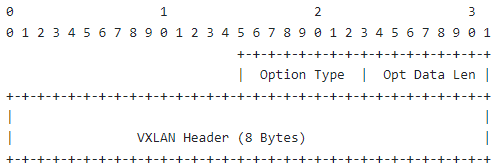 0                   1                   2                   3
0 1 2 3 4 5 6 7 8 9 0 1 2 3 4 5 6 7 8 9 0 1 2 3 4 5 6 7 8 9 0 1
                              +-+-+-+-+-+-+-+-+-+-+-+-+-+-+-+-+
                              |  Option Type  |  Opt Data Len |
+-+-+-+-+-+-+-+-+-+-+-+-+-+-+-+-+-+-+-+-+-+-+-+-+-+-+-+-+-+-+-+
|                                                              |
|                VXLAN Header (8 Bytes)                        |
+-+-+-+-+-+-+-+-+-+-+-+-+-+-+-+-+-+-+-+-+-+-+-+-+-+-+-+-+-+-+-+